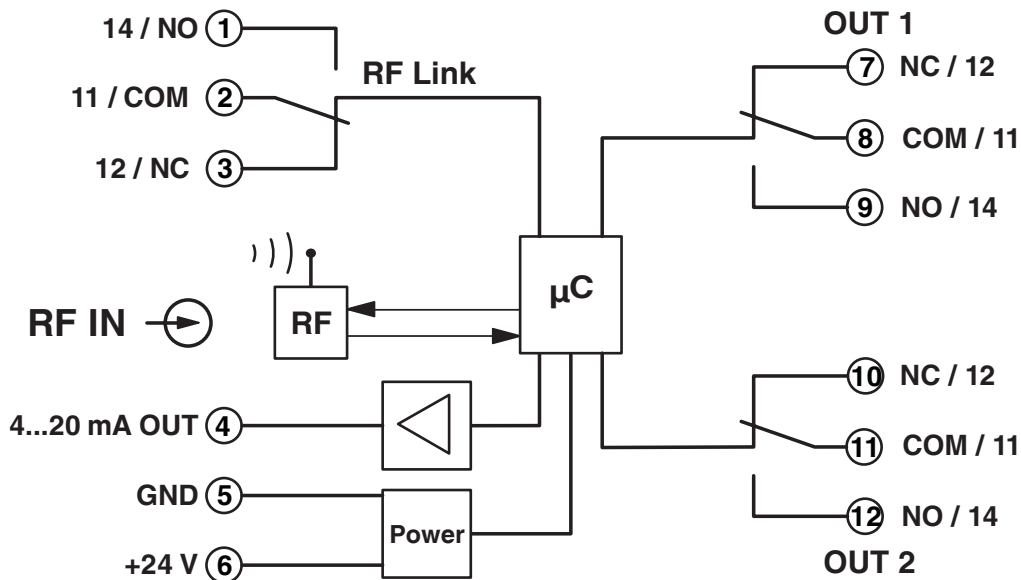 OUT 1
14 / NO 1
RF Link
7 NC / 12
11 / COM 2
8 COM / 11
12 / NC 3
9 NO / 14
µC
RF IN
RF
10 NC / 12
4...20 mA OUT 4
11 COM / 11
GND 5
Power
12 NO / 14
+24 V 6
OUT 2